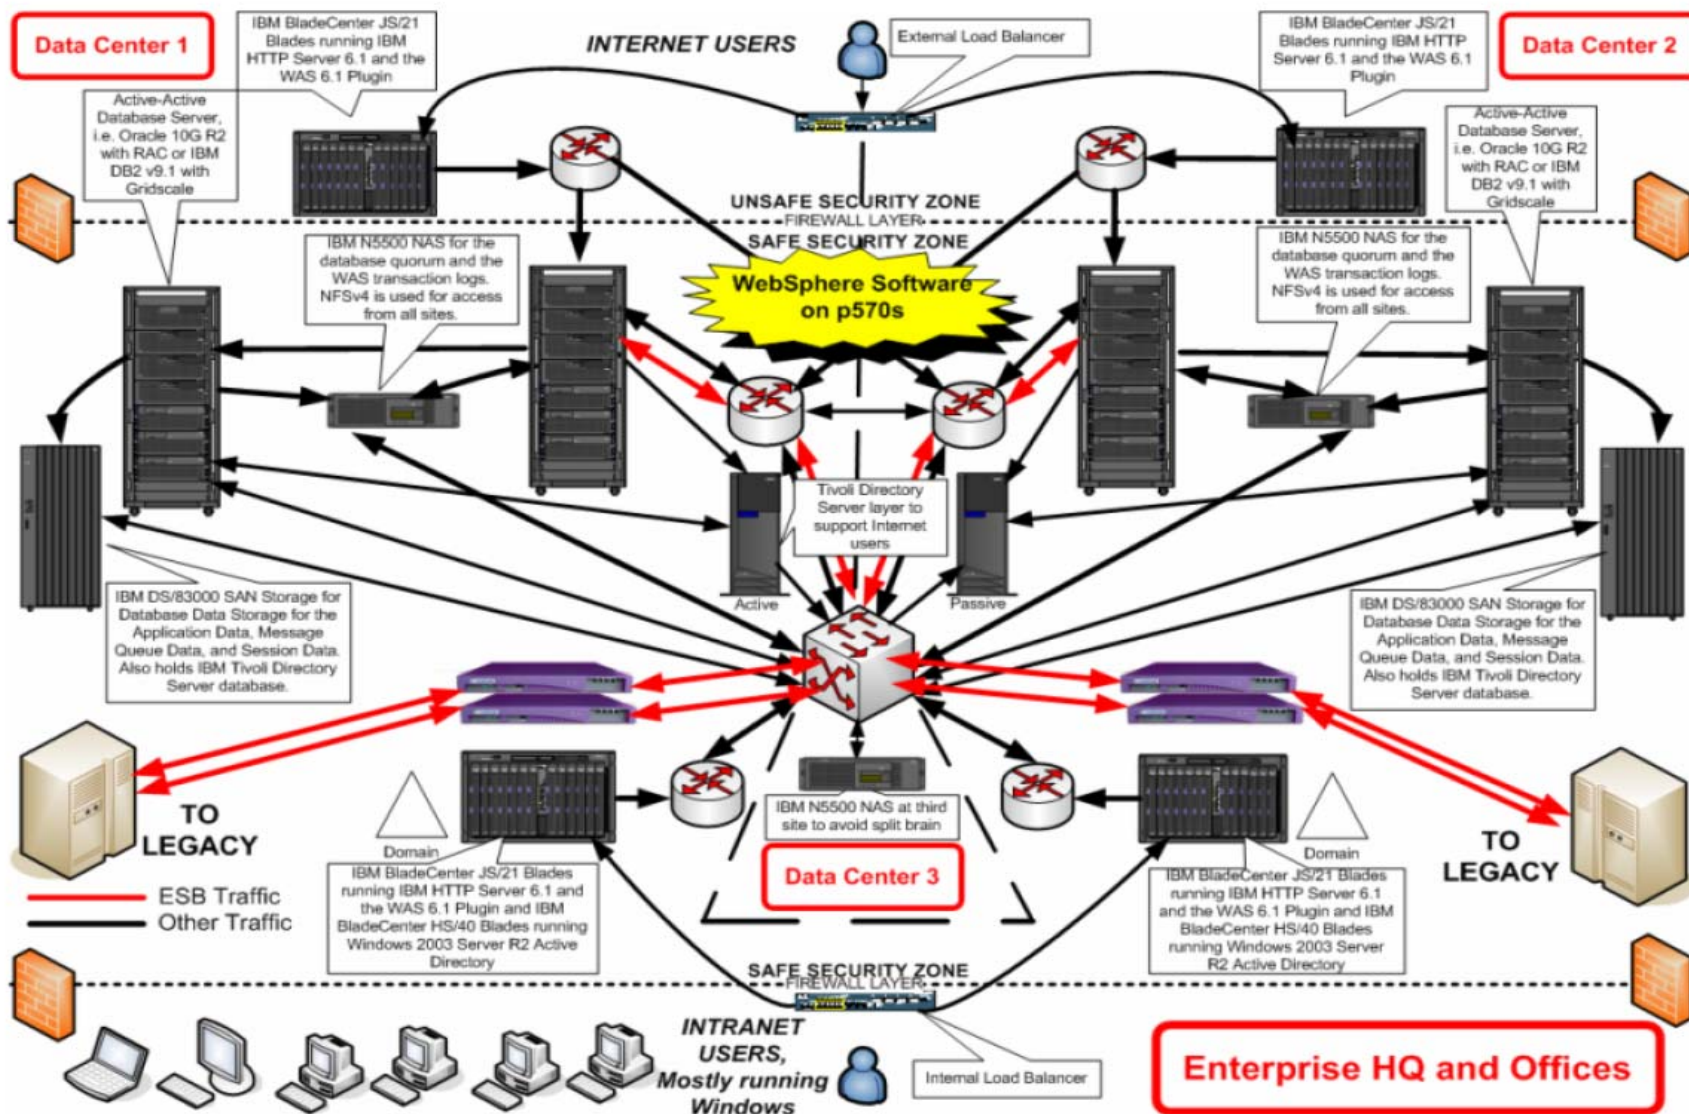 Data Center 1
IBM BladeCenter JS/21
Blades running IBM
HTTP Server 6.1 and the
WAS 6.1 Plugin
INTERNET USERS
External Load Balancer
IBM BladeCenter JS/21
Blades running IBM HTTP
Server 6.1 and the WAS 6.1
Plugin
Data Center 2
Active-Active
Database Server,
i.e. Oracle 10G R2
with RAC or IBM
DB2 v9.1 with
Gridscale
Active-Active
Database Server,
i.e. Oracle 10G R2
with RAC or IBM
DB2 v9.1 with
Gridscale
UNSAFE SECURITY ZONE
FIREWALL LAYER
SAFE SECURITY ZONE
IBM N5500 NAS for the
database quorum and the
WAS transaction logs.
NFSv4 is used for access
from all sites.
WebSphere Software
on p570s
IBM N5500 NAS for the
database quorum and the
WAS transaction logs.
NFSv4 is used for access
from all sites.
Tivoli Directory
Server layer to
support Internet
users
Active
Passive
IBM DS/83000 SAN Storage for
Database Data Storage for the
Application Data, Message
Queue Data, and Session Data.
Also holds IBM Tivoli Directory
Server database.
IBM DS/83000 SAN Storage for
Database Data Storage for the
Application Data, Message
Queue Data, and Session Data.
Also holds IBM Tivoli Directory
Server database.
TO
LEGACY
IBM N5500 NAS at third
site to avoid split brain
TO
LEGACY
Domain
Domain
Data Center 3
ESB Traffic
Other Traffic
IBM BladeCenter JS/21 Blades
running IBM HTTP Server 6.1 and
the WAS 6.1 Plugin and IBM
BladeCenter HS/40 Blades running
Windows 2003 Server R2 Active
Directory
IBM BladeCenter JS/21 Blades
running IBM HTTP Server 6.1
and the WAS 6.1 Plugin and IBM
BladeCenter HS/40 Blades
running Windows 2003 Server
R2 Active Directory
SAFE SECURITY ZONE
FIREWALL LAYER
INTRANET
USERS,
Mostly running
Windows
Internal Load Balancer
Enterprise HQ and Offices